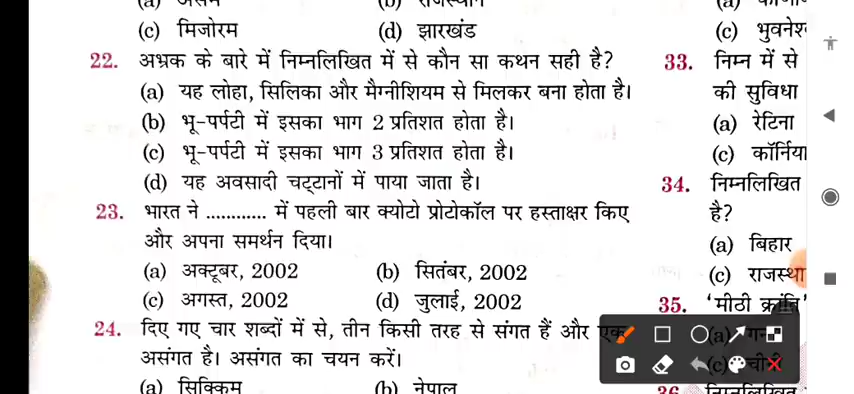 (c) मिजोरम (d) झारखंड
22. अभ्रक के बारे में निम्नलिखित में से कौन सा कथन सही है?
(a) यह लोहा, सिलिका और मैग्नीशियम से मिलकर बना होता है।
(b) भू-पर्पटी में इसका भाग 2 प्रतिशत होता है।
(c) भू-पर्पटी में इसका भाग 3 प्रतिशत होता है।
(d) यह अवसादी चट्टानों में पाया जाता है।
23. भारत ने ............ में पहली बार क्योटो प्रोटोकॉल पर हस्ताक्षर किए
और अपना समर्थन दिया।
(a) अक्टूबर, 2002 (b) सितंबर, 2002
(c) अगस्त, 2002 (d) जुलाई, 2002
24. दिए गए चार शब्दों में से, तीन किसी तरह से संगत हैं और एक
असंगत है। असंगत का चयन करें।
(a) सिक्किम (b) नेपाल
(c)
33. निम्न में से
की सुविधा
(a) रेटिना
(c) कॉर्निया
34. निम्नलिखित
है?
(a) बिहार
(c)
35. 'मीठी क्रांति'
(a)
(c)
36